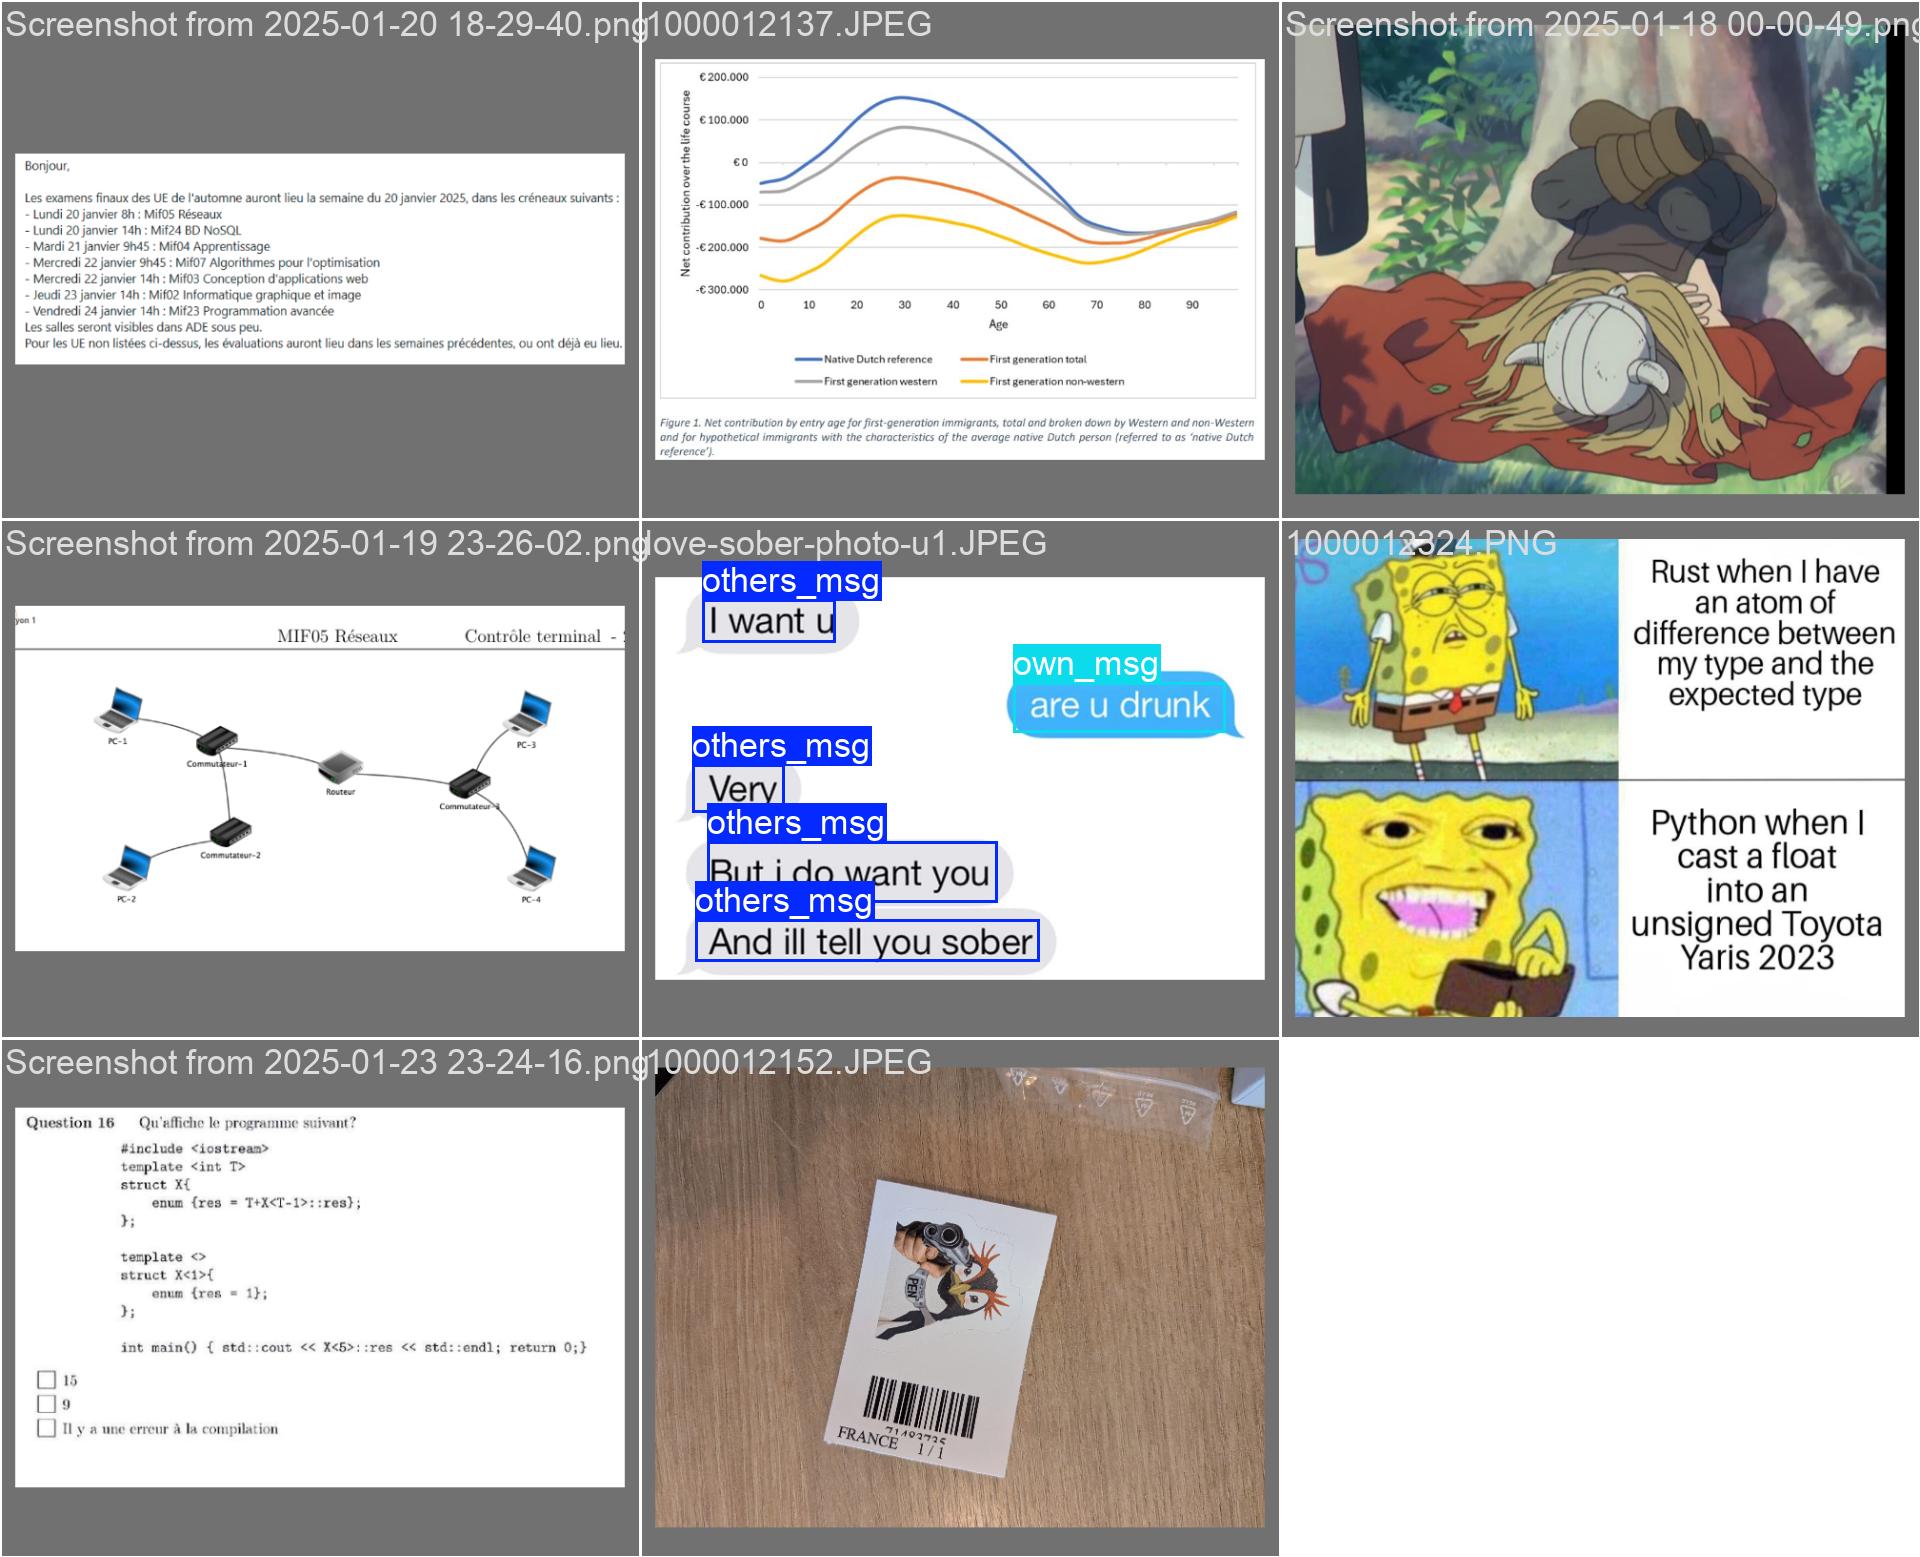 Screenshot from 2025-01-20 18-29-40.png
Bonjour,
Les examens finaux des UE de l'automne auront lieu la semaine du 20 janvier 2025, dans les créneaux suivants :
- Lundi 20 janvier 8h : Mif05 Réseaux
- Lundi 20 janvier 14h : Mif24 BD NoSQL
- Mardi 21 janvier 9h45 : Mif04 Apprentissage
- Mercredi 22 janvier 9h45 : Mif07 Algorithmes pour l'optimisation
- Mercredi 22 janvier 14h : Mif03 Conception d'applications web
- Jeudi 23 janvier 14h : Mif02 Informatique graphique et image
- Vendredi 24 janvier 14h : Mif23 Programmation avancée
Les salles seront visibles dans ADE sous peu.
Pour les UE non listées ci-dessus, les évaluations auront lieu dans les semaines précédentes, ou ont déjà eu lieu.
1000012137.JPEG
Net contribution over the life course
€ 200.000
€ 100.000
€ 0
-€ 100.000
-€ 200.000
-€ 300.000
0 10 20 30 40 50 60 70 80 90
Age
Native Dutch reference
First generation total
First generation western
First generation non-western
Figure 1. Net contribution by entry age for first-generation immigrants, total and broken down by Western and non-Western
and for hypothetical immigrants with the characteristics of the average native Dutch person (referred to as 'native Dutch
reference').
Screenshot from 2025-01-18 00-00-49.png
Screenshot from 2025-01-19 23-26-02.png
yon 1
MIF05 Réseaux
Contrôle terminal -
PC-1
Commutateur-1
Routeur
PC-3
Commutateur-3
Commutateur-2
PC-2
PC-4
love-sober-photo-u1.JPEG
others_msg
I want u
own_msg
are u drunk
others_msg
Very
others_msg
But i do want you
others_msg
And ill tell you sober
1000012324.PNG
Rust when I have
an atom of
difference between
my type and the
expected type
Python when I
cast a float
into an
unsigned Toyota
Yaris 2023
Screenshot from 2025-01-23 23-24-16.png
Question 16 Qu'affiche le programme suivant?
#include <iostream>
template <int T>
struct X{
enum {res = T+X<T-1>::res};
};
template <>
struct X<1>{
enum {res = 1};
};
int main() { std::cout << X<5>::res << std::endl; return 0;}
15
9
Il y a une erreur à la compilation
1000012152.JPEG
PEN
FRANCE 1/1